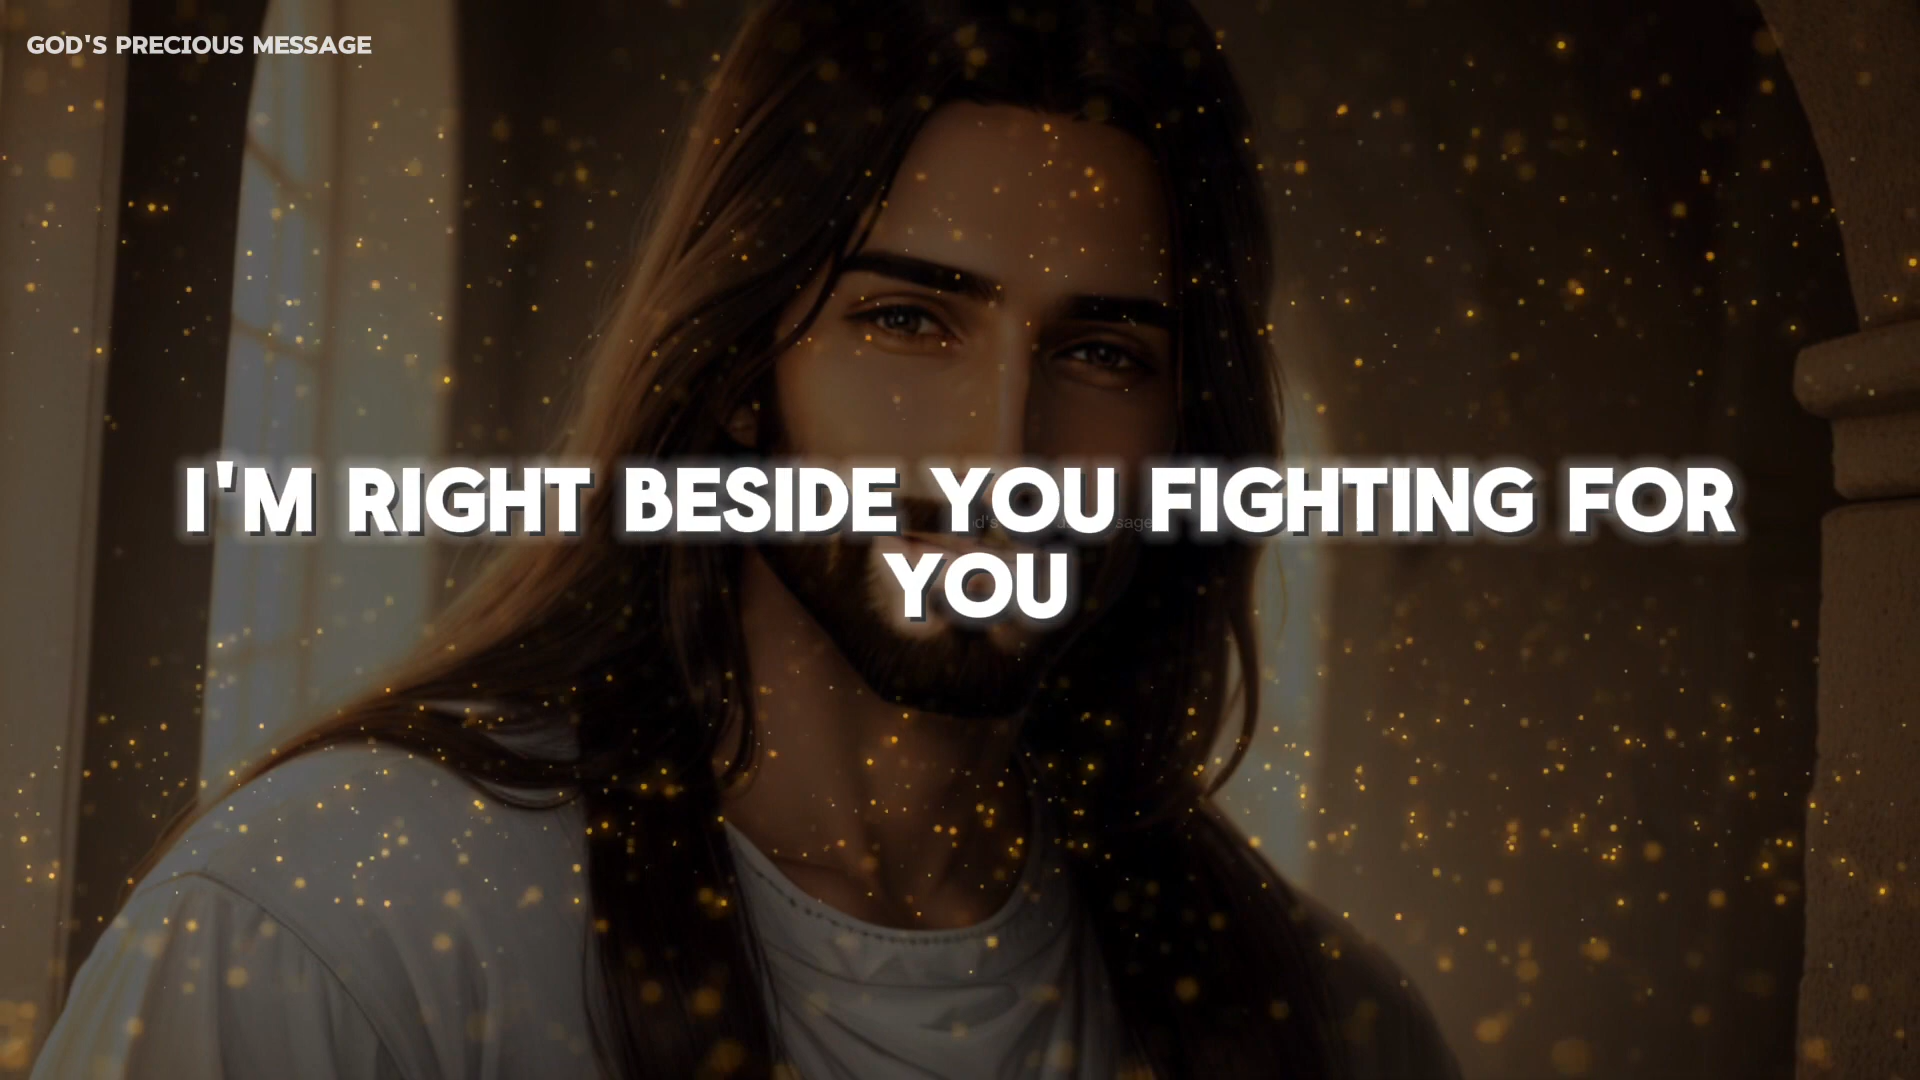 GOD'S PRECIOUS MESSAGE
I'M RIGHT BESIDE YOU FIGHTING FOR
YOU